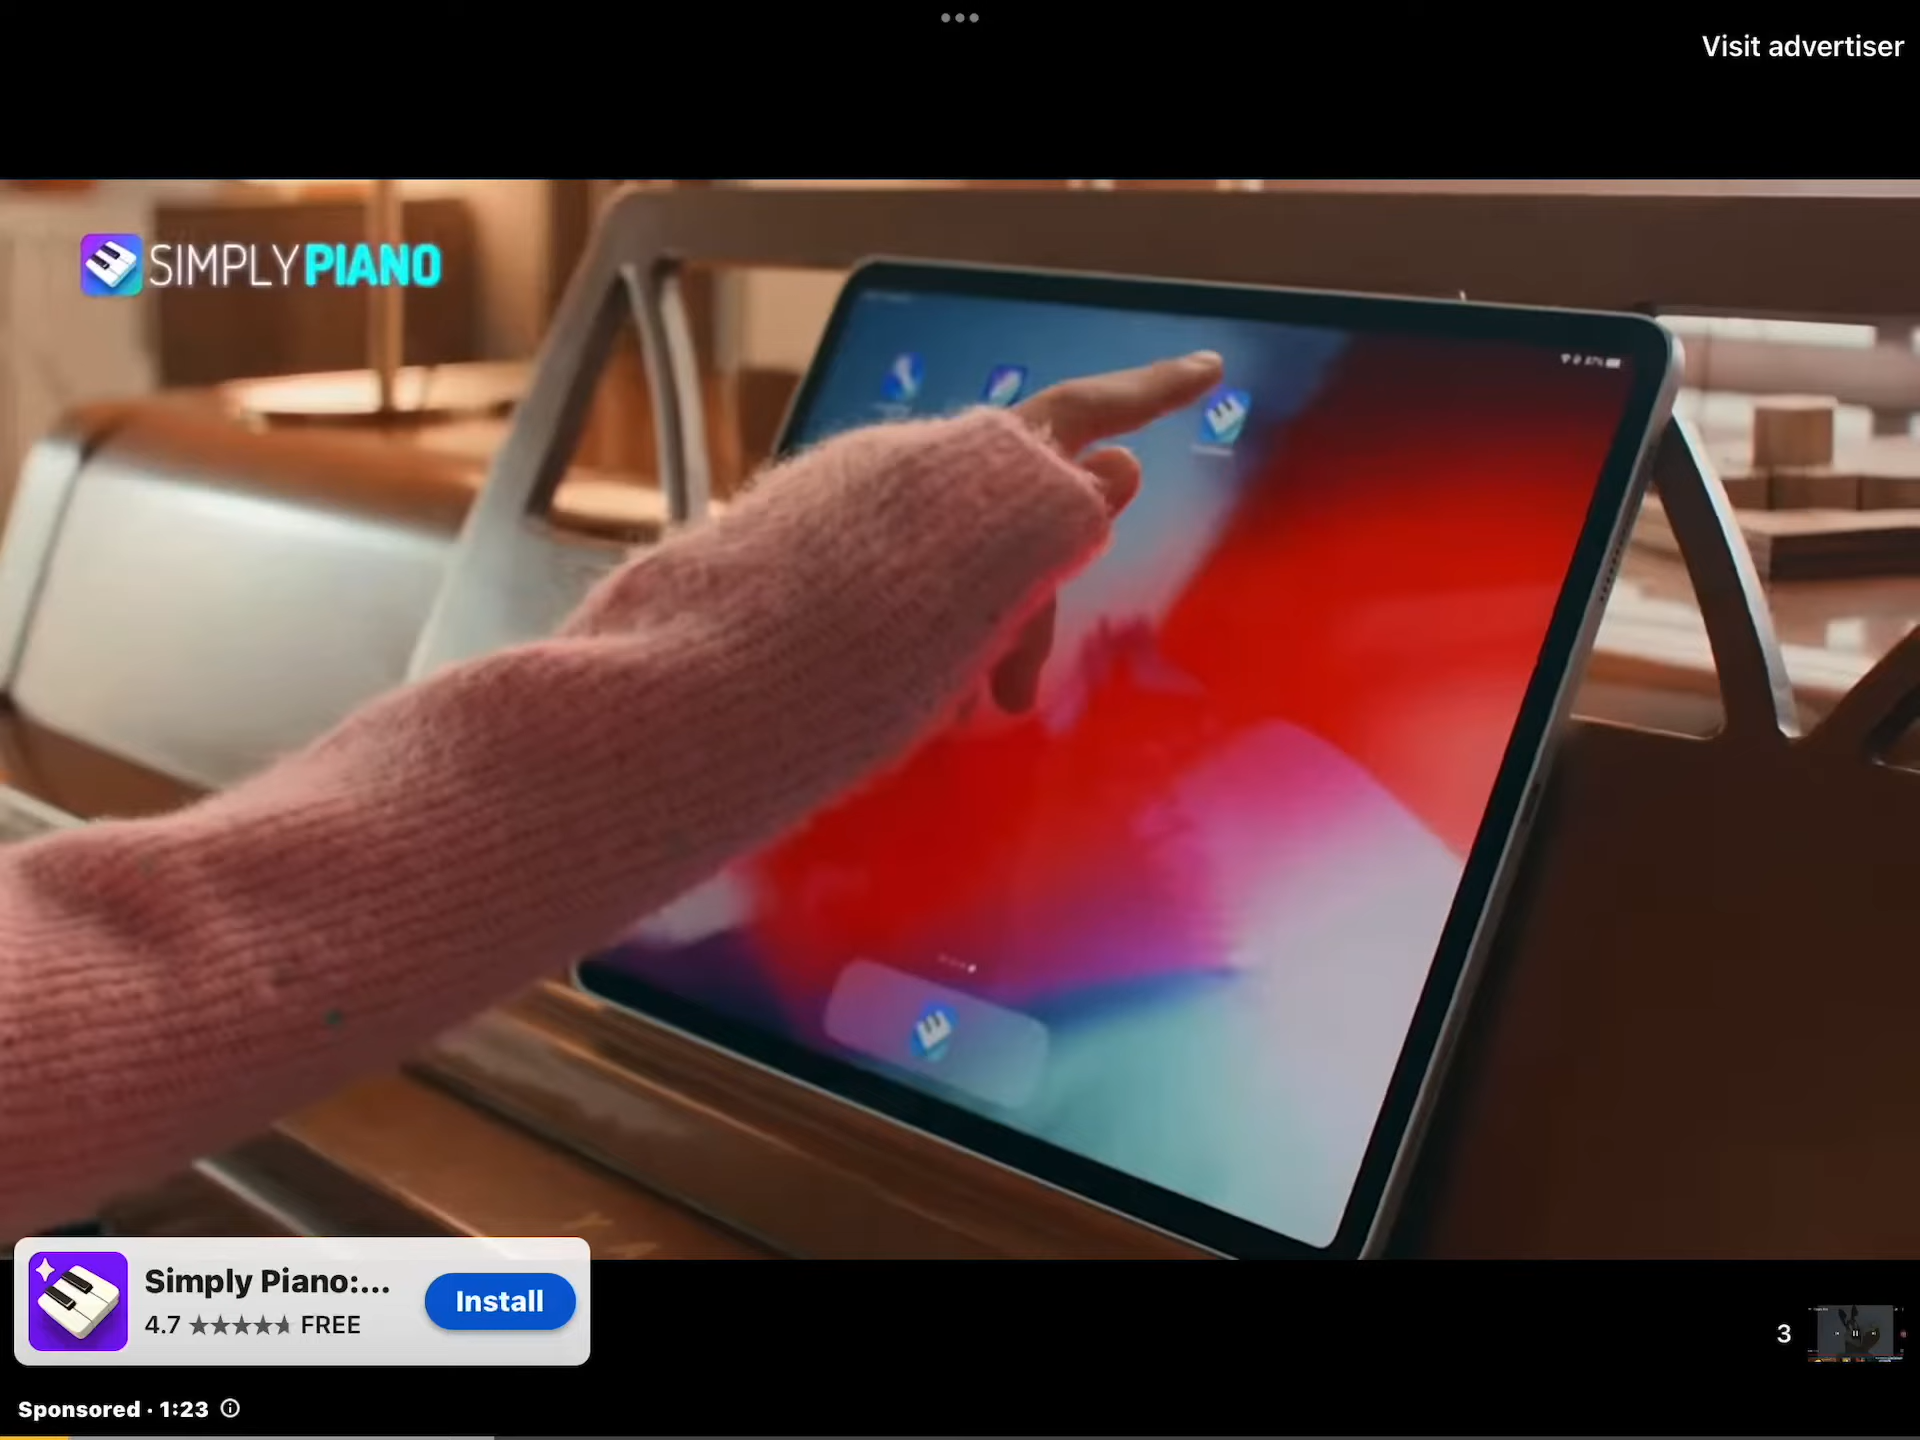 Visit advertiser
SIMPLYPIANO
Simply Piano:...
Install
4.7 ★★★★★ FREE
3
Sponsored · 1:23